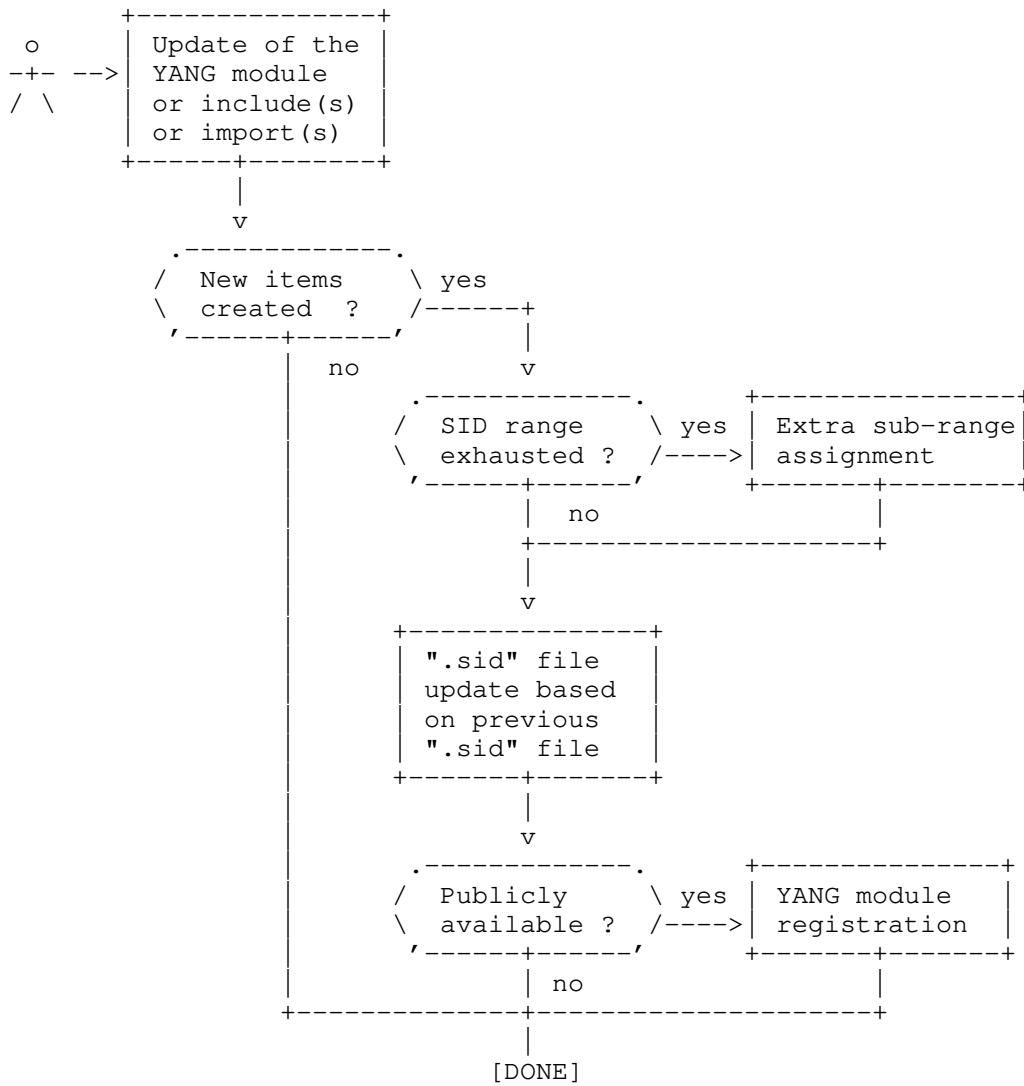 Update of the
YANG module
or include(s)
or import(s)
New items
created ?
yes
no
SID range
exhausted ?
yes
Extra sub-range
assignment
no
".sid" file
update based
on previous
".sid" file
Publicly
available ?
yes
YANG module
registration
no
[DONE]